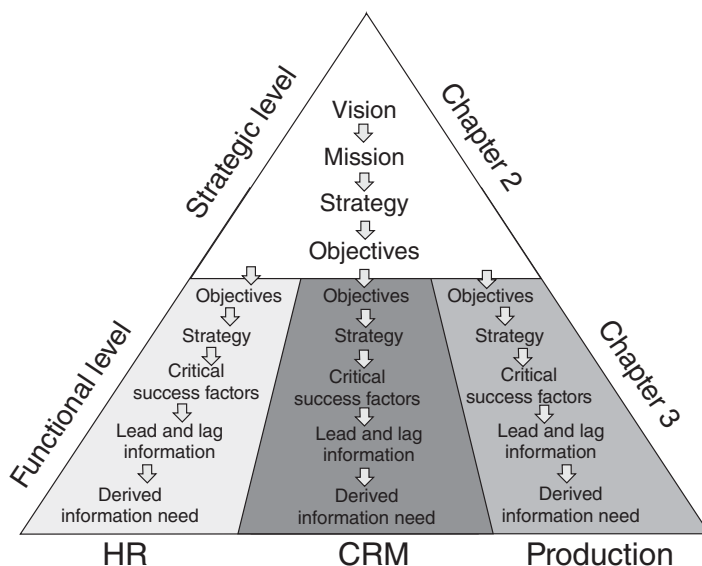 Strategic level
Chapter 2
Vision
Mission
Strategy
Objectives
Functional level
Chapter 3
Objectives
Strategy
Critical
success factors
Lead and lag
information
Derived
information need
HR
Objectives
Strategy
Critical
success factors
Lead and lag
information
Derived
information need
CRM
Objectives
Strategy
Critical
success factors
Lead and lag
information
Derived
information need
Production